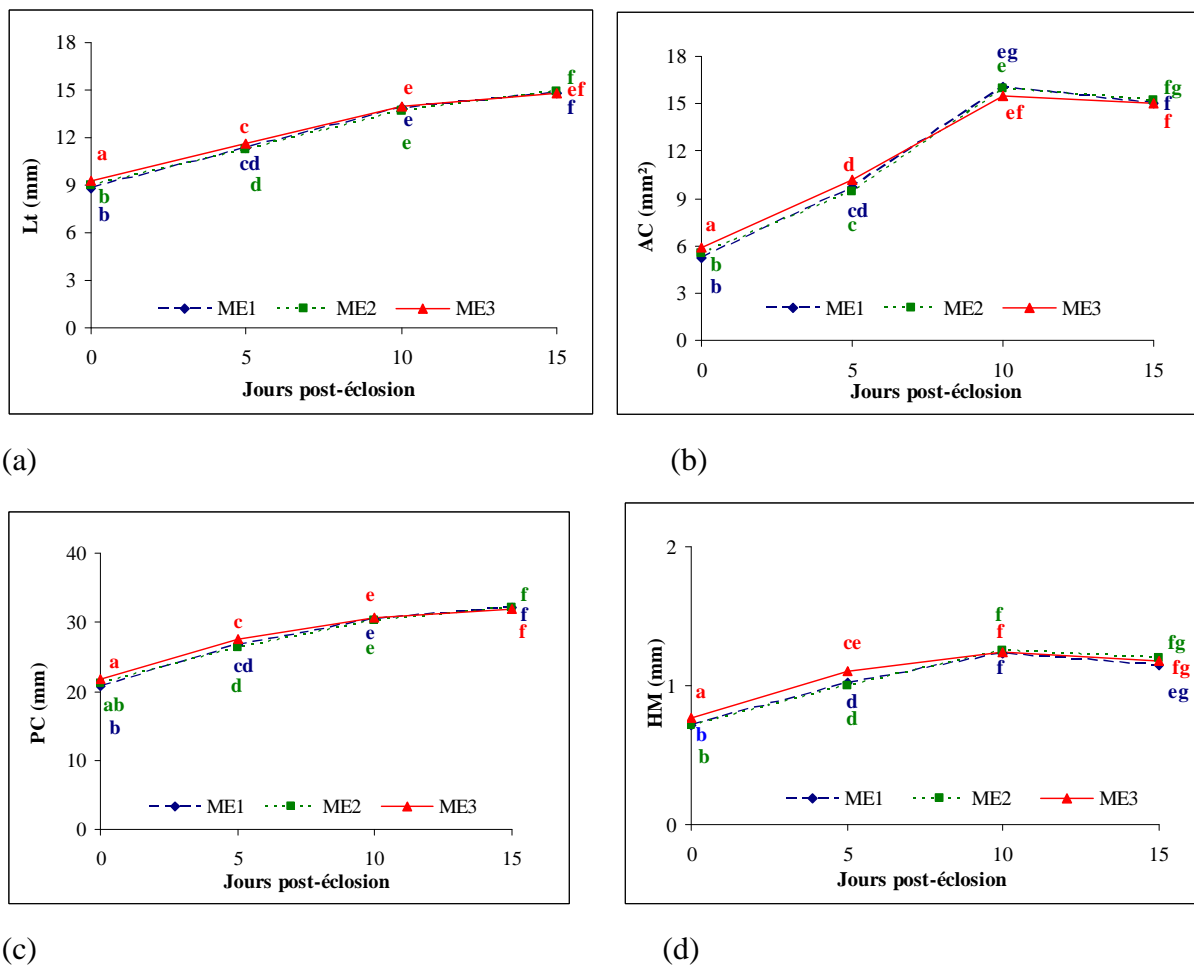 18
15
12
9
6
3
0
Lt (mm)
a
b
b
c
cd
d
e
e
e
f
ef
f
ME1 ME2 ME3
0 5 10 15
Jours post-éclosion
(a)
18
15
12
9
6
3
0
AC (mm²)
a
b
b
d
cd
c
eg
e
ef
fg
f
f
ME1 ME2 ME3
0 5 10 15
Jours post-éclosion
(b)
40
30
20
10
0
PC (mm)
a
ab
b
c
cd
d
e
e
e
f
f
f
ME1 ME2 ME3
0 5 10 15
Jours post-éclosion
(c)
2
1
0
HM (mm)
a
b
b
ce
d
d
f
f
f
fg
fg
eg
ME1 ME2 ME3
0 5 10 15
Jours post-éclosion
(d)